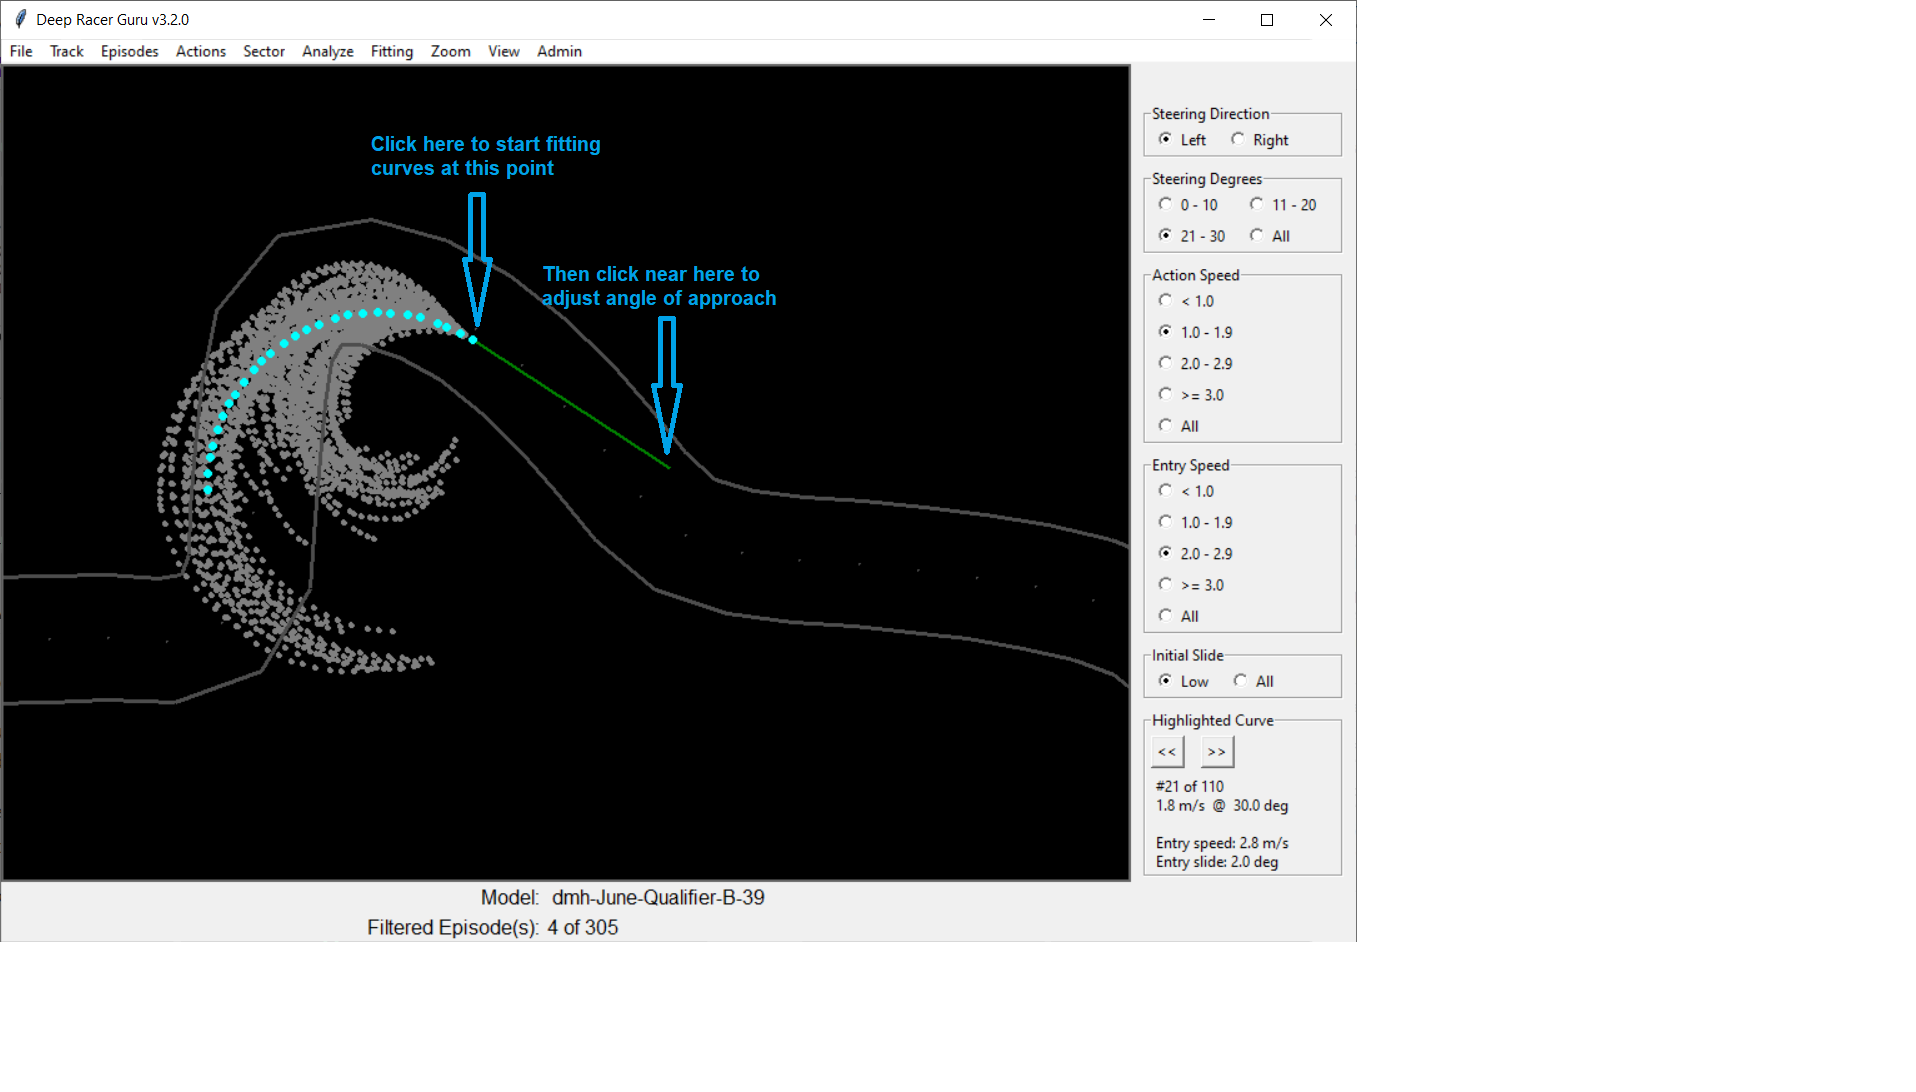 Deep Racer Guru v3.2.0
File Track Episodes Actions Sector Analyze Fitting Zoom View Admin
Click here to start fitting
curves at this point
Then click near here to
adjust angle of approach
Steering Direction
Left Right
Steering Degrees
0 - 10 11 - 20
21 - 30 All
Action Speed
< 1.0
1.0 - 1.9
2.0 - 2.9
>= 3.0
All
Entry Speed
< 1.0
1.0 - 1.9
2.0 - 2.9
>= 3.0
All
Initial Slide
Low All
Highlighted Curve
<< >>
#21 of 110
1.8 m/s @ 30.0 deg
Entry speed: 2.8 m/s
Entry slide: 2.0 deg
Model: dmh-June-Qualifier-B-39
Filtered Episode(s): 4 of 305